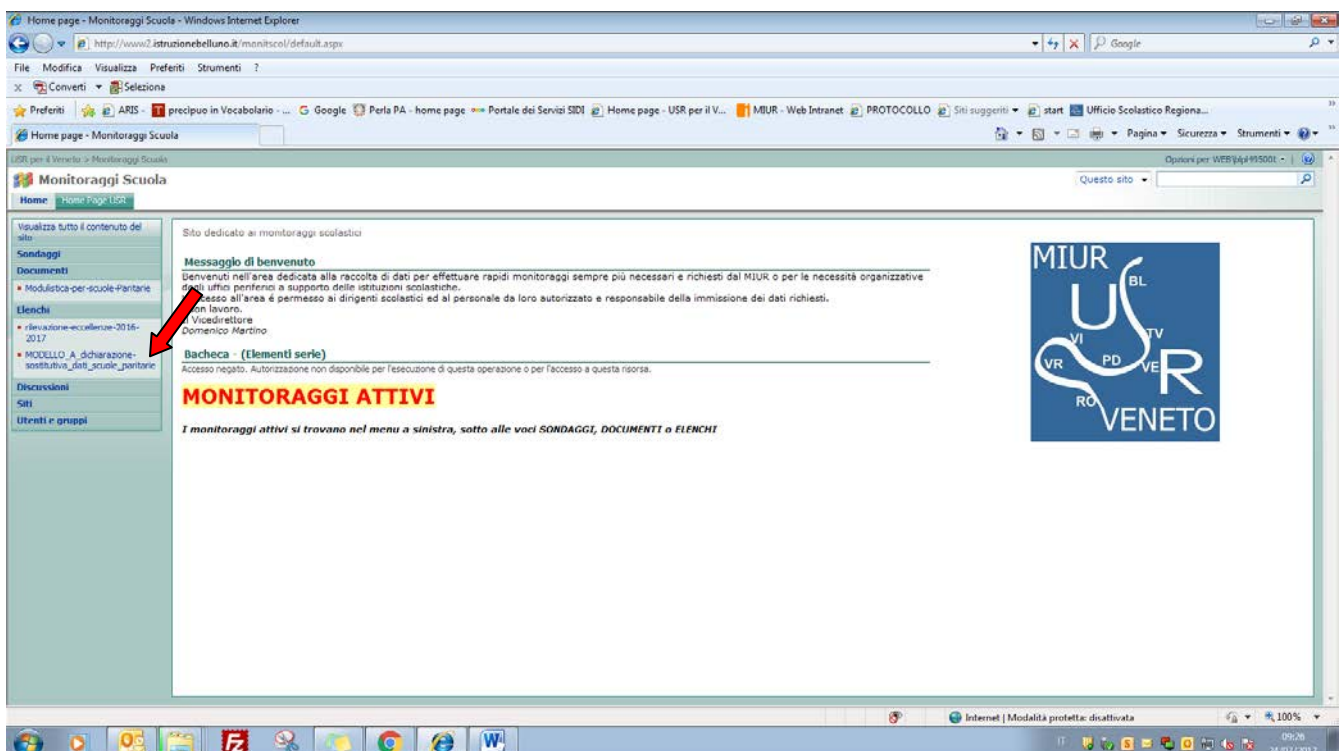 Home page - Monitoraggi Scuola - Windows Internet Explorer
http://www2.istruzionebelluno.it/monitscol/default.aspx
Google
File Modifica Visualizza Preferiti Strumenti ?
x Converti Seleziona
Preferiti ARIS - precipuo in Vocabolario - ... Google Perla PA - home page Portale dei Servizi SIDI Home page - USR per il V... MIUR - Web Intranet PROTOCOLLO Siti suggeriti start Ufficio Scolastico Regiona...
Home page - Monitoraggi Scuola
Pagina Sicurezza Strumenti
USR per il Veneto > Monitoraggi Scuola
Opzioni per
Monitoraggi Scuola
Questo sito
Home Home Page USR
Visualizza tutto il contenuto del
sito
Sondaggi
Documenti
Modulistica-per-scuole-Paritarie
Elenchi
rilevazione-eccellenze-2016-
2017
MODELLO_A_dichiarazione-
sostitutiva_dati_scuole_paritarie
Discussioni
Siti
Utenti e gruppi
Sito dedicato ai monitoraggi scolastici
Messaggio di benvenuto
Benvenuti nell'area dedicata alla raccolta di dati per effettuare rapidi monitoraggi sempre più necessari e richiesti dal MIUR o per le necessità organizzative
degli uffici periferici a supporto delle istituzioni scolastiche.
accesso all'area è permesso ai dirigenti scolastici ed al personale da loro autorizzato e responsabile della immissione dei dati richiesti.
on lavoro.
Il Vicedirettore
Domenico Martino
Bacheca - (Elementi serie)
Accesso negato. Autorizzazione non disponibile per l'esecuzione di questa operazione o per l'accesso a questa risorsa.
MONITORAGGI ATTIVI
I monitoraggi attivi si trovano nel menu a sinistra, sotto alle voci SONDAGGI, DOCUMENTI o ELENCHI
MIUR
BL
U
S
VI
TV
VR
PD
VE
R
RO
VENETO
Internet | Modalità protetta: disattivata
100%
IT
09:26